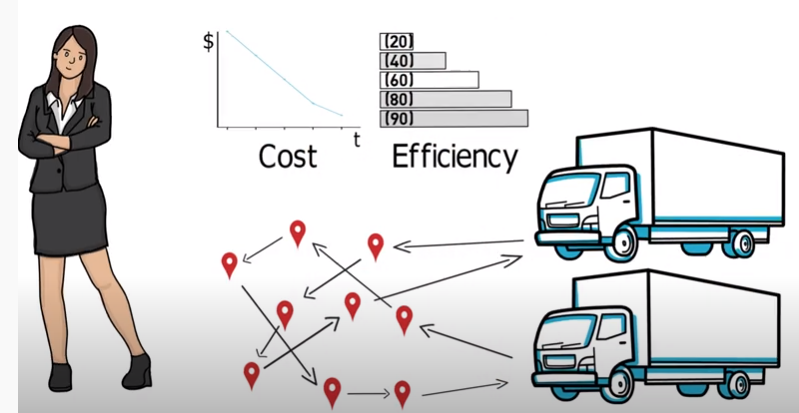 $
t
Cost
(20)
(40)
(60)
(80)
(90)
Efficiency